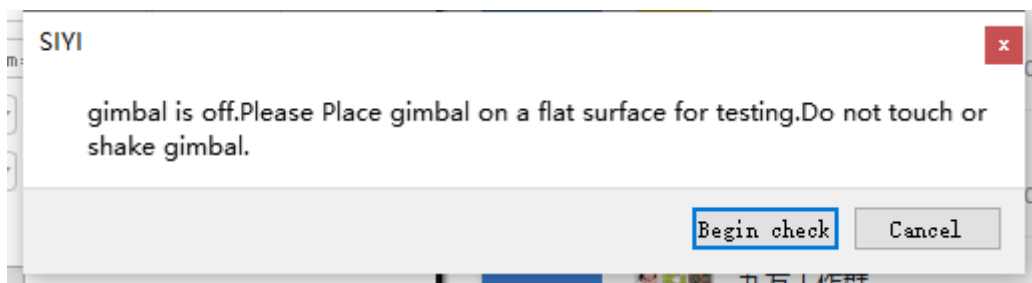 SIYI
x
gimbal is off.Please Place gimbal on a flat surface for testing.Do not touch or
shake gimbal.
Begin check
Cancel